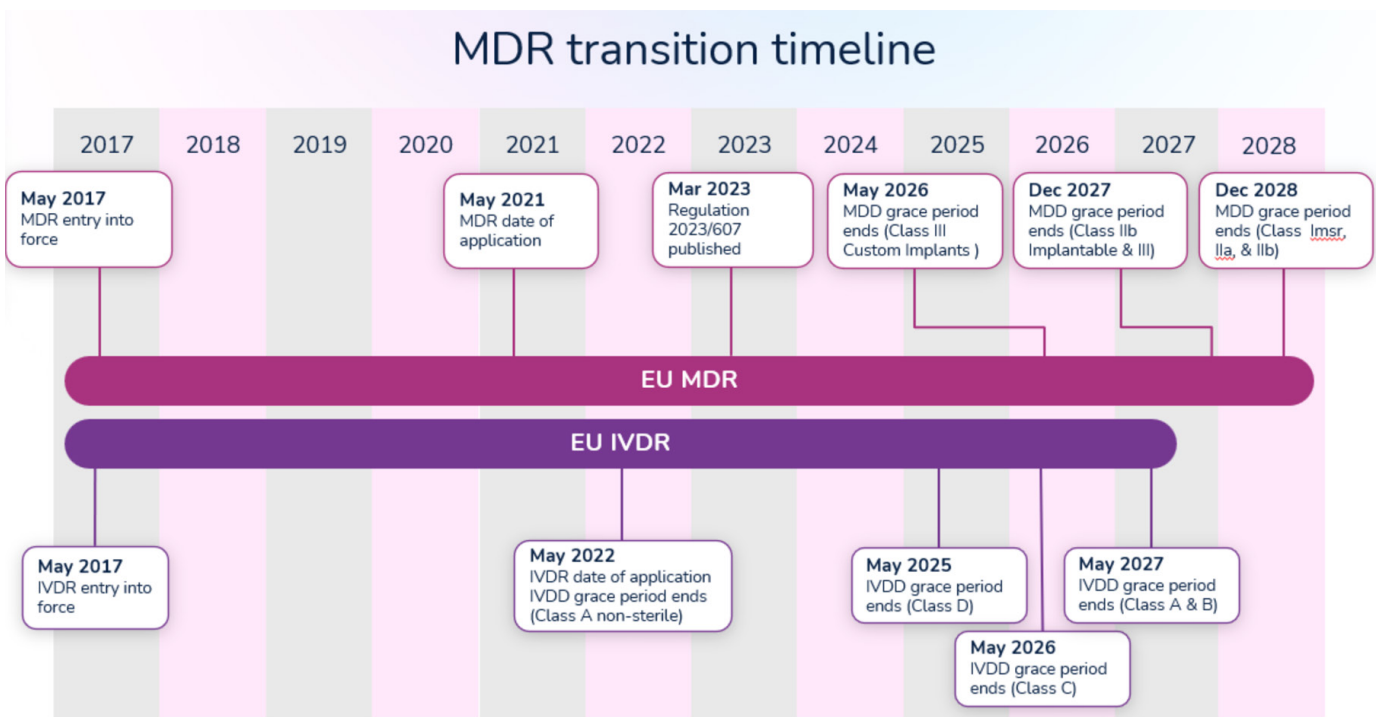 MDR transition timeline
2017 2018 2019 2020 2021 2022 2023 2024 2025 2026 2027 2028
May 2017
MDR entry into
force
May 2021
MDR date of
application
Mar 2023
Regulation
2023/607
published
May 2026
MDD grace period
ends (Class III
Custom Implants )
Dec 2027
MDD grace period
ends (Class IIb
Implantable & III)
Dec 2028
MDD grace period
ends (Class Imsr,
IIa, & IIb)
EU MDR
EU IVDR
May 2017
IVDR entry into
force
May 2022
IVDR date of application
IVDD grace period ends
(Class A non-sterile)
May 2025
IVDD grace period
ends (Class D)
May 2026
IVDD grace period
ends (Class C)
May 2027
IVDD grace period
ends (Class A & B)